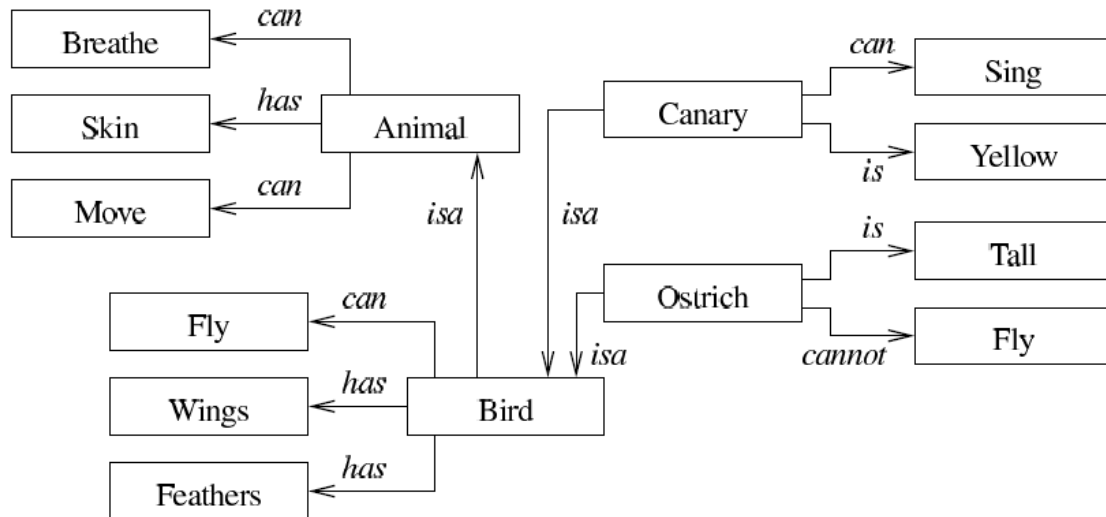 can
Breathe
has
Skin
Animal
can
Move
isa
can
Fly
has
Wings
Bird
has
Feathers
isa
isa
Canary
can
Sing
is
Yellow
Ostrich
is
Tall
cannot
Fly